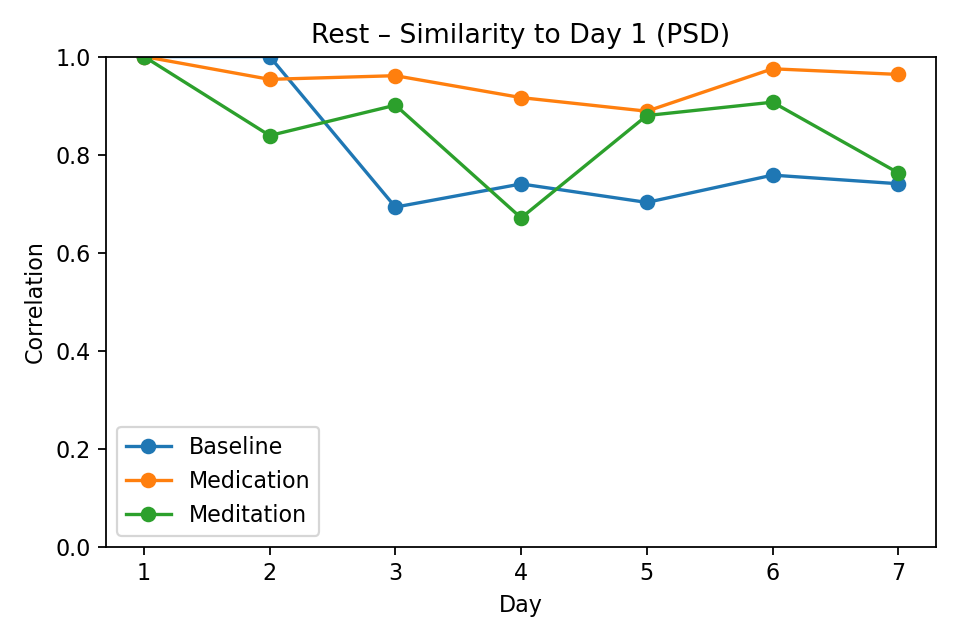 Rest – Similarity to Day 1 (PSD)
1.0
0.8
0.6
0.4
0.2
0.0
Correlation
Baseline
Medication
Meditation
1 2 3 4 5 6 7
Day